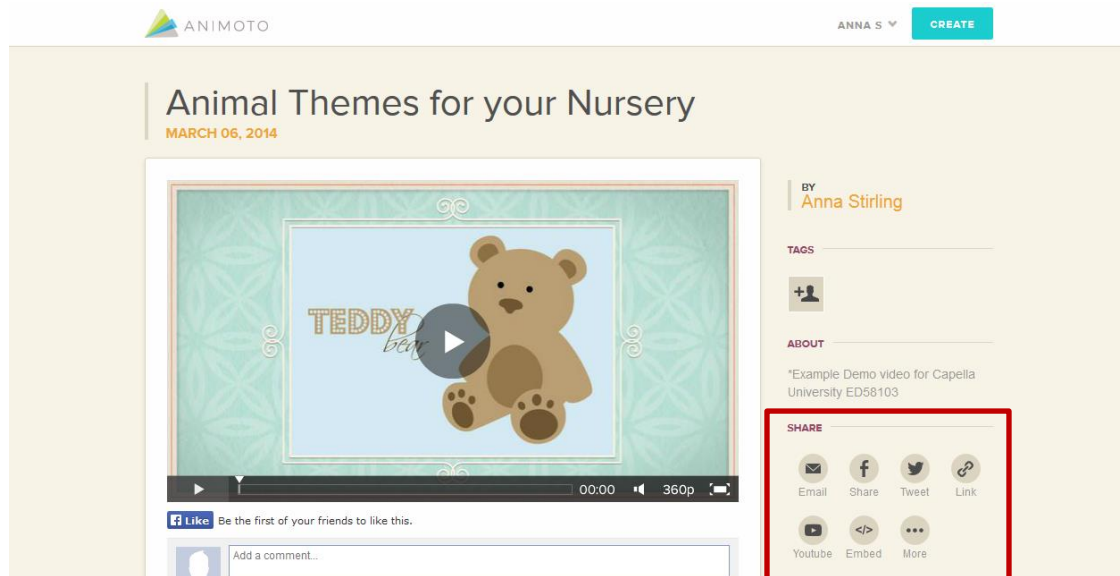 ANIMOTO
ANNA S
CREATE
Animal Themes for your Nursery
MARCH 06, 2014
TEDDY
bear
00:00
360p
Like Be the first of your friends to like this.
Add a comment...
BY
Anna Stirling
TAGS
ABOUT
*Example Demo video for Capella
University ED58103
SHARE
Email Share Tweet Link
Youtube Embed More